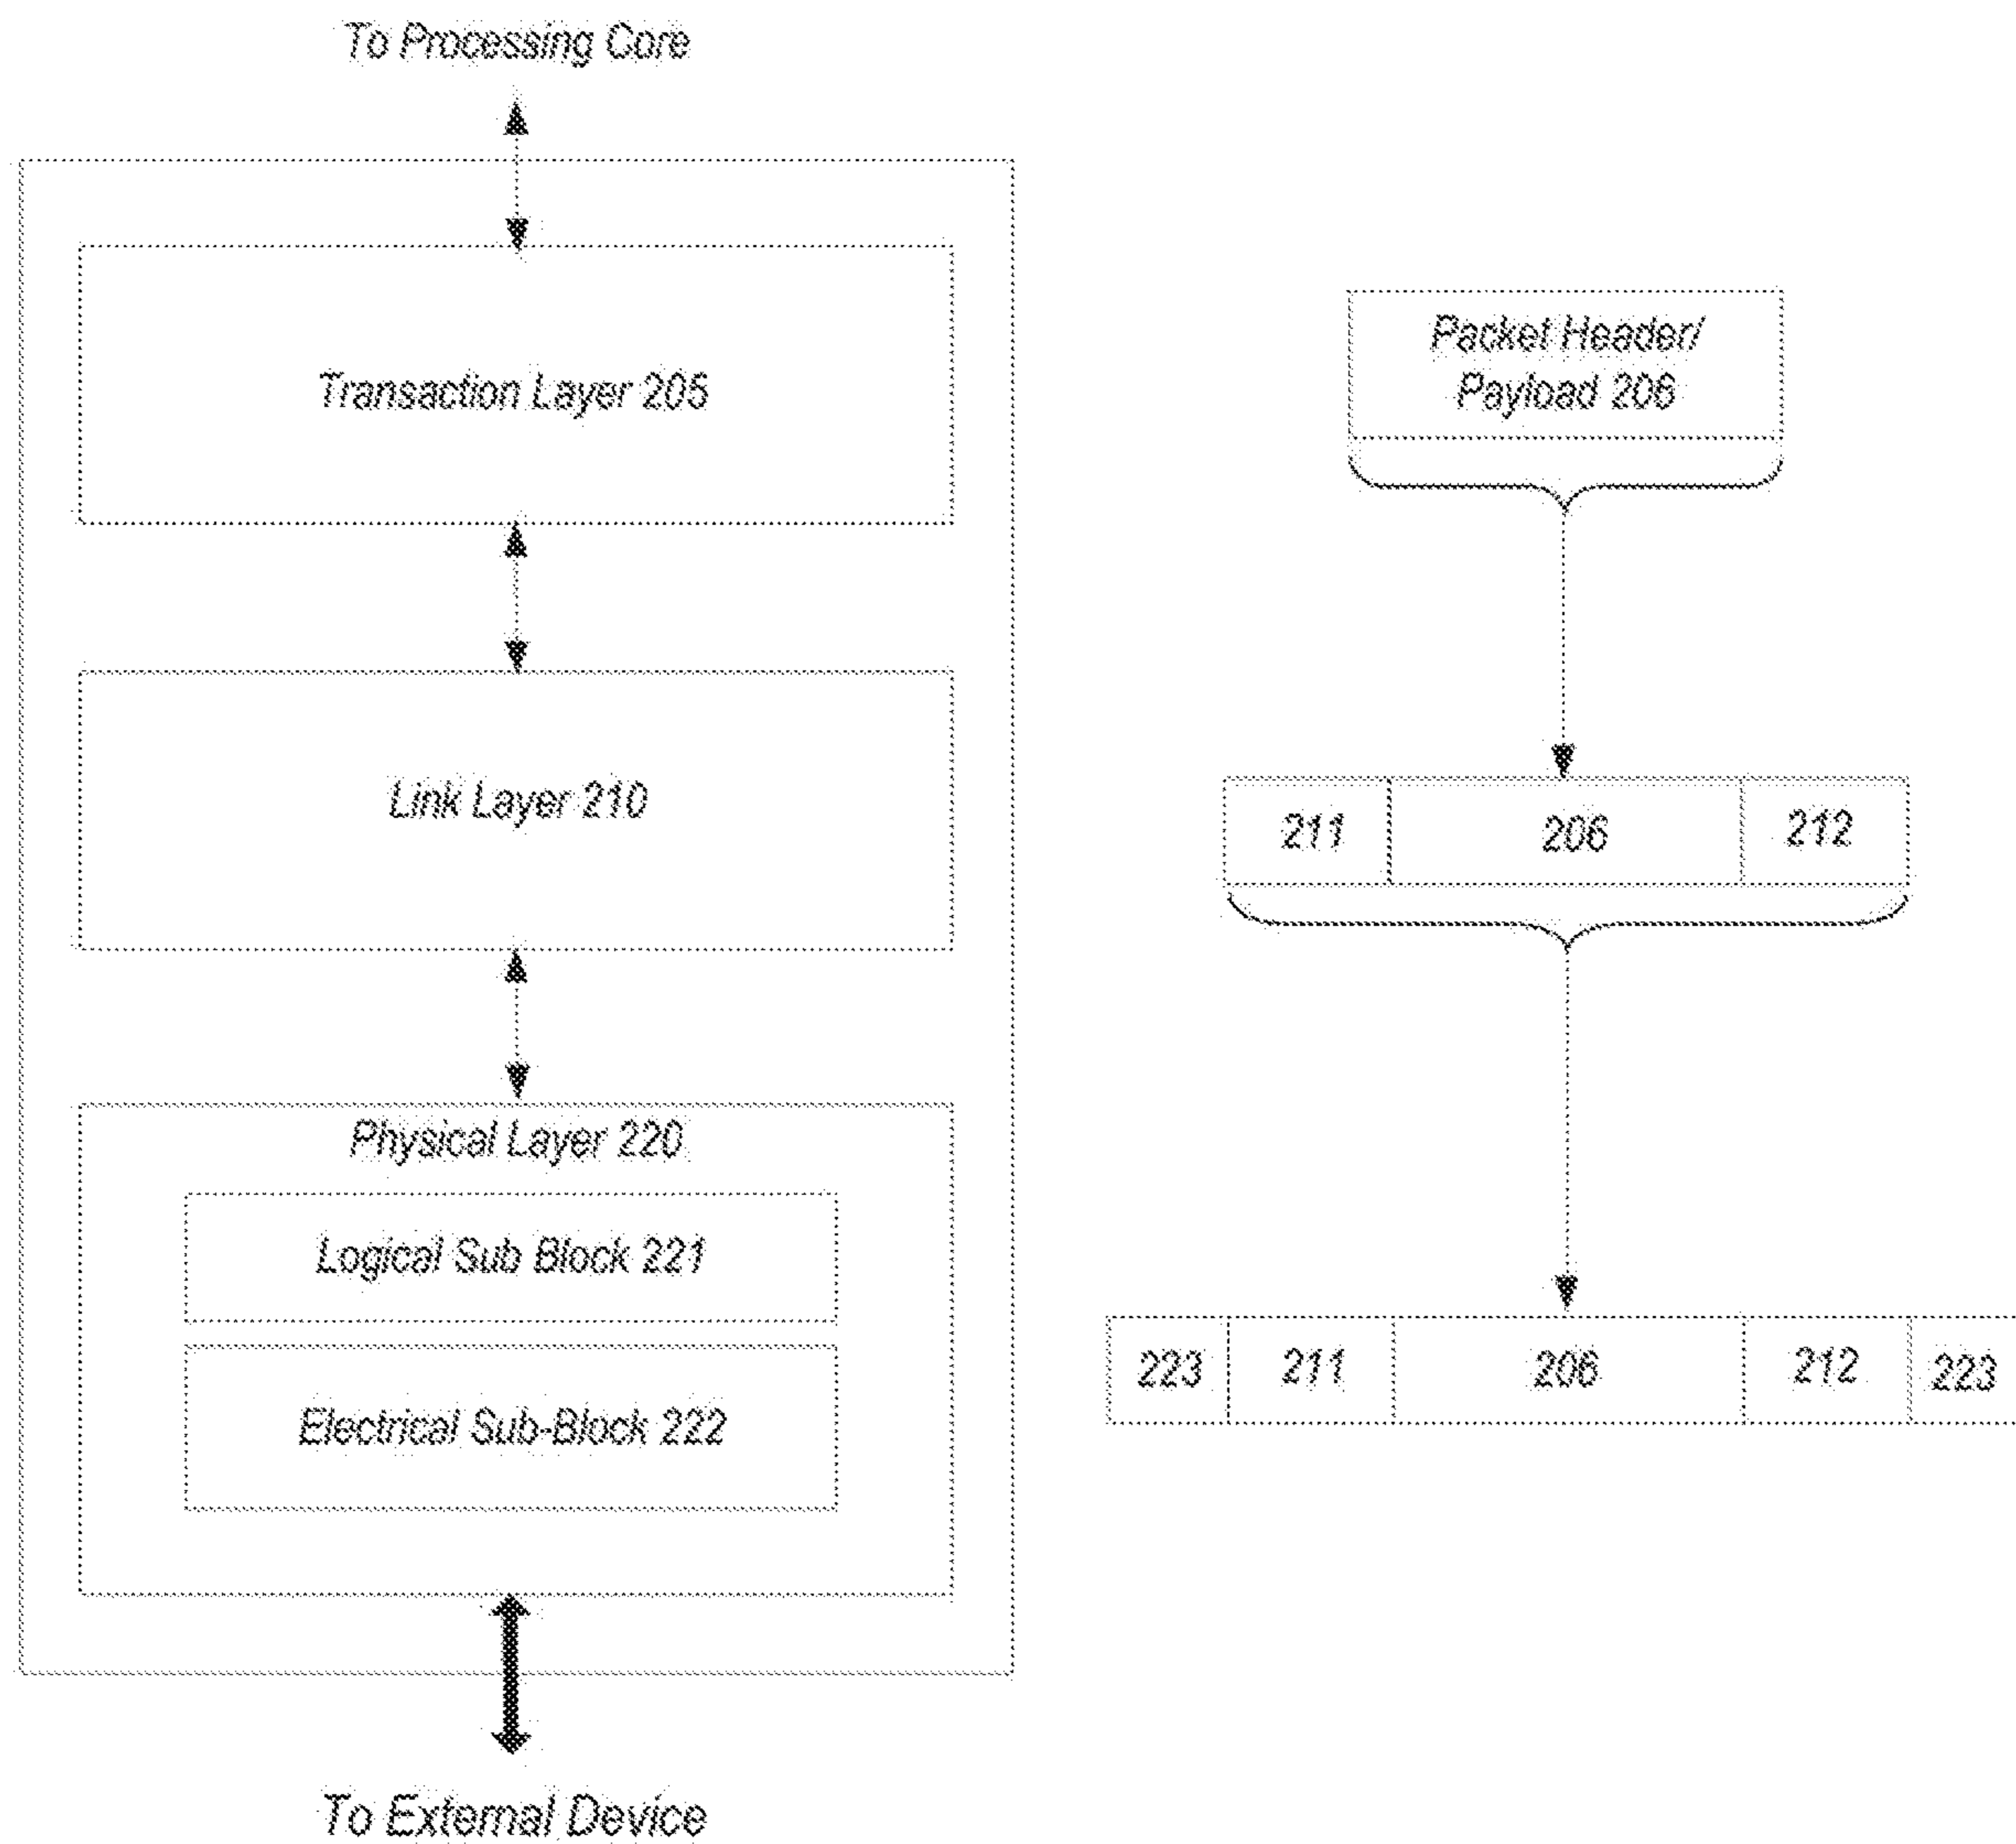 To Processing Core
Transaction Layer 205
Packet Header/
Payload 206
Link Layer 210
211 206 212
Physical Layer 220
Logical Sub Block 221
Electrical Sub-Block 222
223 211 206 212 223
To External Device